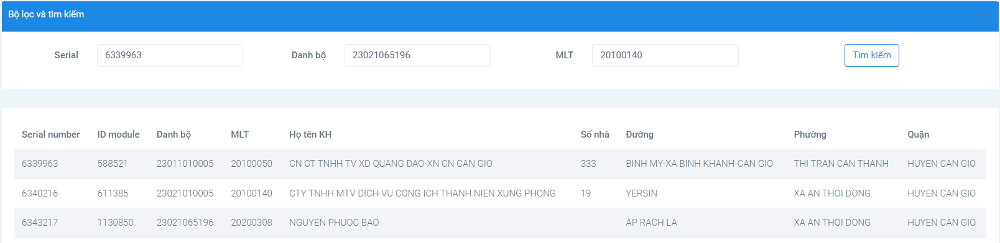 Bộ lọc và tìm kiếm
Serial 6339963 Danh bộ 23021065196 MLT 20100140 Tìm kiếm
Serial number ID module Danh bộ MLT Họ tên KH Số nhà Đường Phường Quận
6339963 588521 23011010005 20100050 CN CT TNHH TV XD QUANG DAO-XN CN CAN GIO 333 BINH MY-XA BINH KHANH-CAN GIO THI TRAN CAN THANH HUYEN CAN GIO
6340216 611385 23021010005 20100140 CTY TNHH MTV DICH VU CONG ICH THANH NIEN XUNG PHONG 19 YERSIN XA AN THOI DONG HUYEN CAN GIO
6343217 1130850 23021065196 20200308 NGUYEN PHUOC BAO AP RACH LA XA AN THOI DONG HUYEN CAN GIO